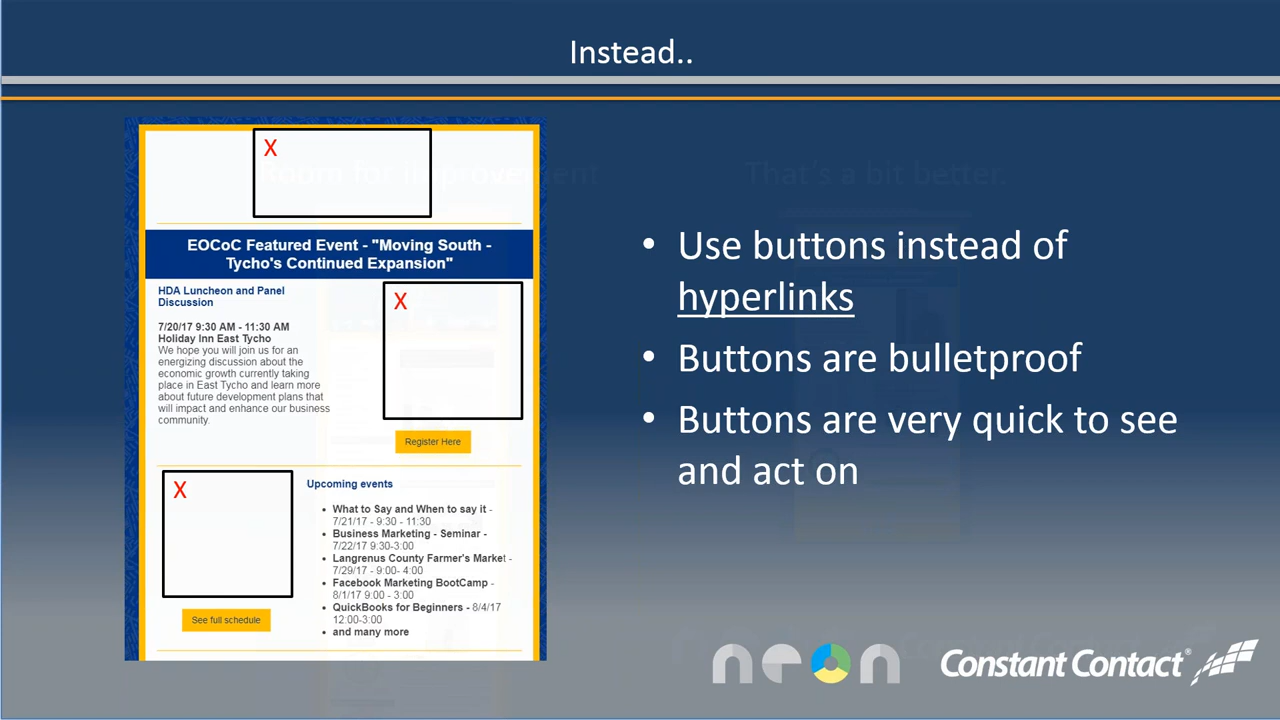 Instead..
Room for improvement
That's a bit better.
X
EOCoC Featured Event - "Moving South -
Tycho's Continued Expansion"
HDA Luncheon and Panel
Discussion
X
7/20/17 9:30 AM - 11:30 AM
Holiday Inn East Tycho
We hope you will join us for an
energizing discussion about the
economic growth currently taking
place in East Tycho and learn more
about future development plans that
will impact and enhance our business
community.
Register Here
X
See full schedule
Upcoming events
• What to Say and When to say it -
7/21/17 - 9:30 - 11:30
• Business Marketing - Seminar -
7/22/17 9:30-3:00
• Langrenus County Farmer's Market -
7/29/17 - 9:00- 4:00
• Facebook Marketing BootCamp -
8/1/17 9:00 - 3:00
• QuickBooks for Beginners - 8/4/17
12:00-3:00
• and many more
• Use buttons instead of
hyperlinks
• Buttons are bulletproof
• Buttons are very quick to see
and act on
neon
Constant Contact®